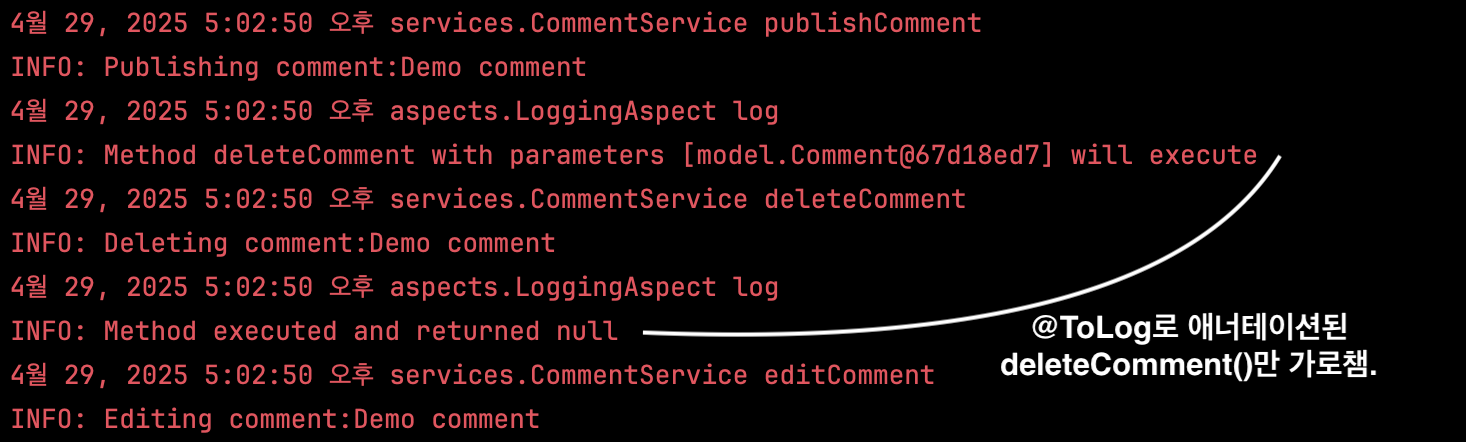 4월 29, 2025 5:02:50 오후 services.CommentService publishComment
INFO: Publishing comment:Demo comment
4월 29, 2025 5:02:50 오후 aspects.LoggingAspect log
INFO: Method deleteComment with parameters [model.Comment@67d18ed7] will execute
4월 29, 2025 5:02:50 오후 services.CommentService deleteComment
INFO: Deleting comment:Demo comment
4월 29, 2025 5:02:50 오후 aspects.LoggingAspect log
INFO: Method executed and returned null
4월 29, 2025 5:02:50 오후 services.CommentService editComment
INFO: Editing comment:Demo comment
@ToLog로 애너테이션된
deleteComment()만 가로챔.